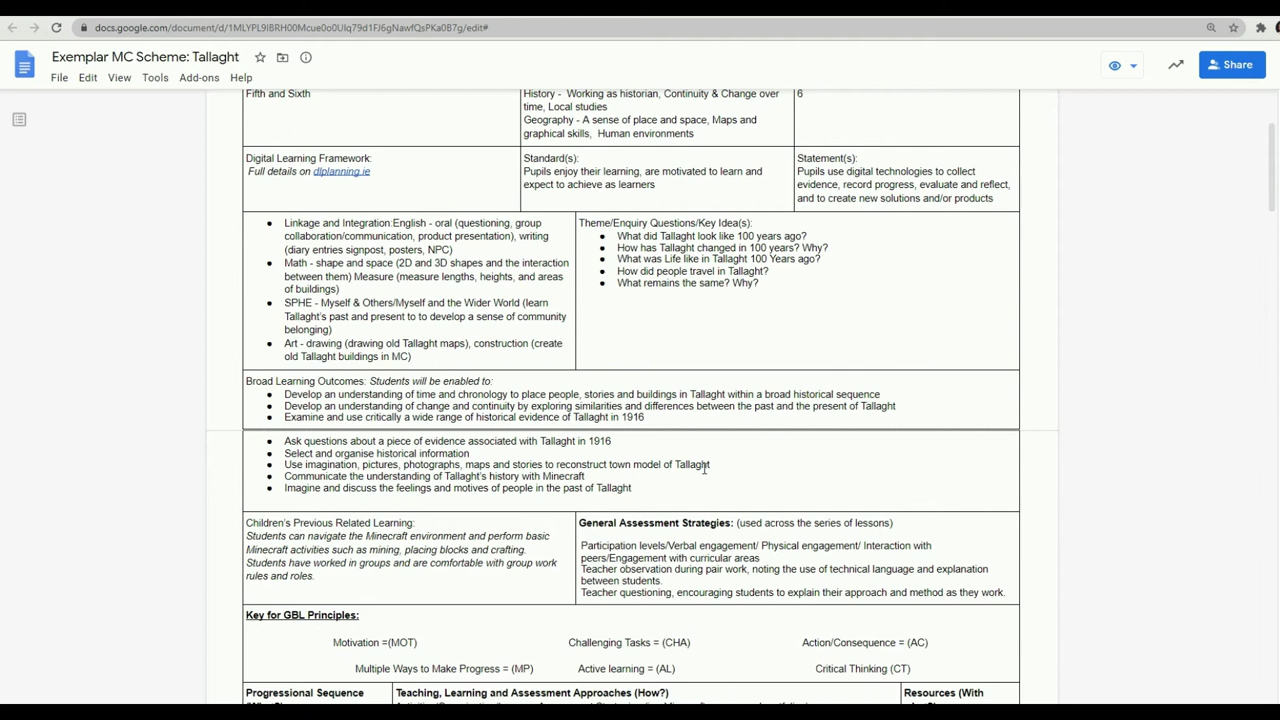 docs.google.com/document/d/1MLYPL9IBRH00Mcue0o0Ulq79d1FJ6gNawfQsPKa0B7g/edit#
Exemplar MC Scheme: Tallaght
File Edit View Tools Add-ons Help
Share
Fifth and Sixth
History - Working as historian, Continuity & Change over
time, Local studies
Geography - A sense of place and space, Maps and
graphical skills, Human environments
6
Digital Learning Framework:
Full details on dlplanning.ie
Standard(s):
Pupils enjoy their learning, are motivated to learn and
expect to achieve as learners
Statement(s):
Pupils use digital technologies to collect
evidence, record progress, evaluate and reflect,
and to create new solutions and/or products
● Linkage and Integration:English - oral (questioning, group
collaboration/communication, product presentation), writing
(diary entries signpost, posters, NPC)
● Math - shape and space (2D and 3D shapes and the interaction
between them) Measure (measure lengths, heights, and areas
of buildings)
● SPHE - Myself & Others/Myself and the Wider World (learn
Tallaght's past and present to to develop a sense of community
belonging)
● Art - drawing (drawing old Tallaght maps), construction (create
old Tallaght buildings in MC)
Theme/Enquiry Questions/Key Idea(s):
● What did Tallaght look like 100 years ago?
● How has Tallaght changed in 100 years? Why?
● What was Life like in Tallaght 100 Years ago?
● How did people travel in Tallaght?
● What remains the same? Why?
Broad Learning Outcomes: Students will be enabled to:
● Develop an understanding of time and chronology to place people, stories and buildings in Tallaght within a broad historical sequence
● Develop an understanding of change and continuity by exploring similarities and differences between the past and the present of Tallaght
● Examine and use critically a wide range of historical evidence of Tallaght in 1916
● Ask questions about a piece of evidence associated with Tallaght in 1916
● Select and organise historical information
● Use imagination, pictures, photographs, maps and stories to reconstruct town model of Tallaght
● Communicate the understanding of Tallaght's history with Minecraft
● Imagine and discuss the feelings and motives of people in the past of Tallaght
Children's Previous Related Learning:
Students can navigate the Minecraft environment and perform basic
Minecraft activities such as mining, placing blocks and crafting.
Students have worked in groups and are comfortable with group work
rules and roles.
General Assessment Strategies: (used across the series of lessons)
Participation levels/Verbal engagement/ Physical engagement/ Interaction with
peers/Engagement with curricular areas
Teacher observation during pair work, noting the use of technical language and explanation
between students.
Teacher questioning, encouraging students to explain their approach and method as they work.
Key for GBL Principles:
Motivation =(MOT) Challenging Tasks = (CHA) Action/Consequence = (AC)
Multiple Ways to Make Progress = (MP) Active learning = (AL) Critical Thinking (CT)
Progressional Sequence
Teaching, Learning and Assessment Approaches (How?)
Resources (With